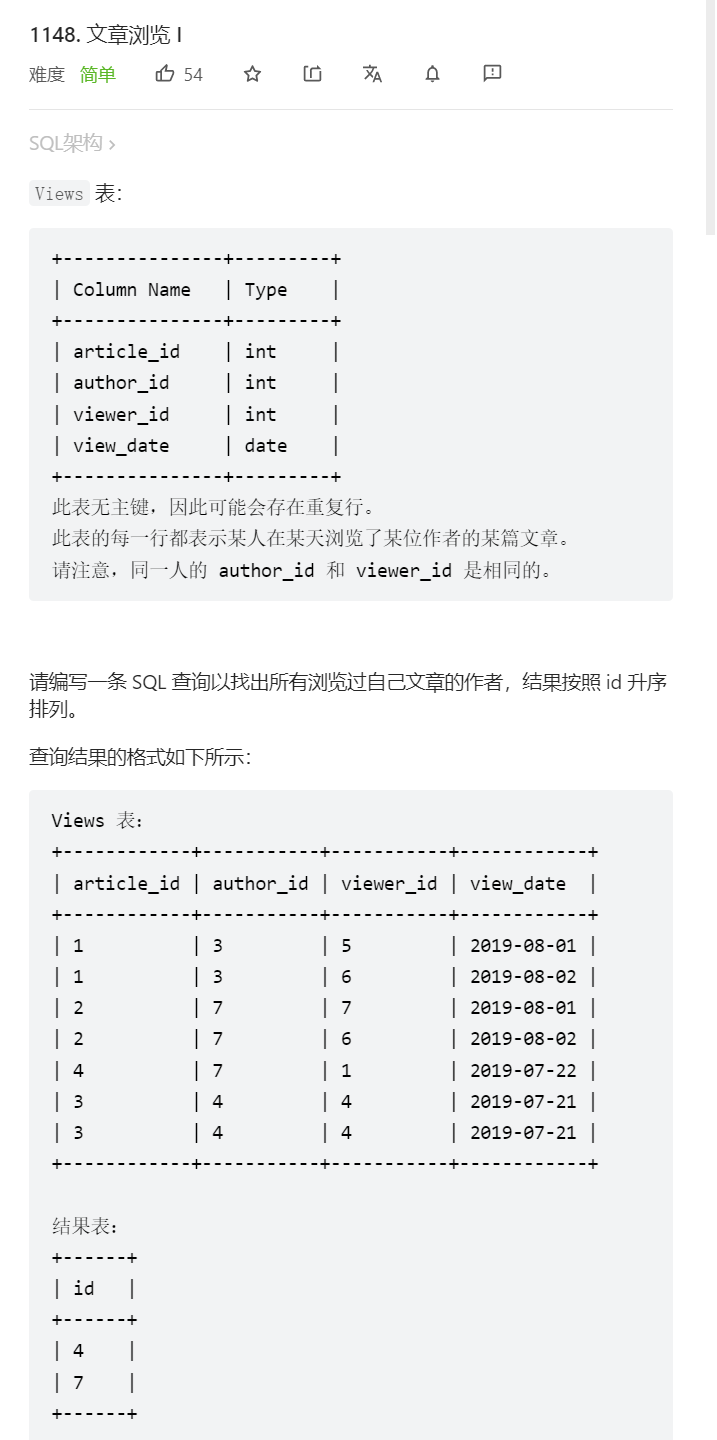 1148. 文章浏览 I
难度 简单 54
SQL架构 ›
Views 表：
+---------------+---------+
| Column Name   | Type    |
+---------------+---------+
| article_id    | int     |
| author_id     | int     |
| viewer_id     | int     |
| view_date     | date    |
+---------------+---------+
此表无主键，因此可能会存在重复行。
此表的每一行都表示某人在某天浏览了某位作者的某篇文章。
请注意，同一人的 author_id 和 viewer_id 是相同的。
请编写一条 SQL 查询以找出所有浏览过自己文章的作者，结果按照 id 升序
排列。
查询结果的格式如下所示：
Views 表：
+------------+-----------+-----------+------------+
| article_id | author_id | viewer_id | view_date  |
+------------+-----------+-----------+------------+
| 1          | 3         | 5         | 2019-08-01 |
| 1          | 3         | 6         | 2019-08-02 |
| 2          | 7         | 7         | 2019-08-01 |
| 2          | 7         | 6         | 2019-08-02 |
| 4          | 7         | 1         | 2019-07-22 |
| 3          | 4         | 4         | 2019-07-21 |
| 3          | 4         | 4         | 2019-07-21 |
+------------+-----------+-----------+------------+
结果表：
+------+
| id   |
+------+
| 4    |
| 7    |
+------+